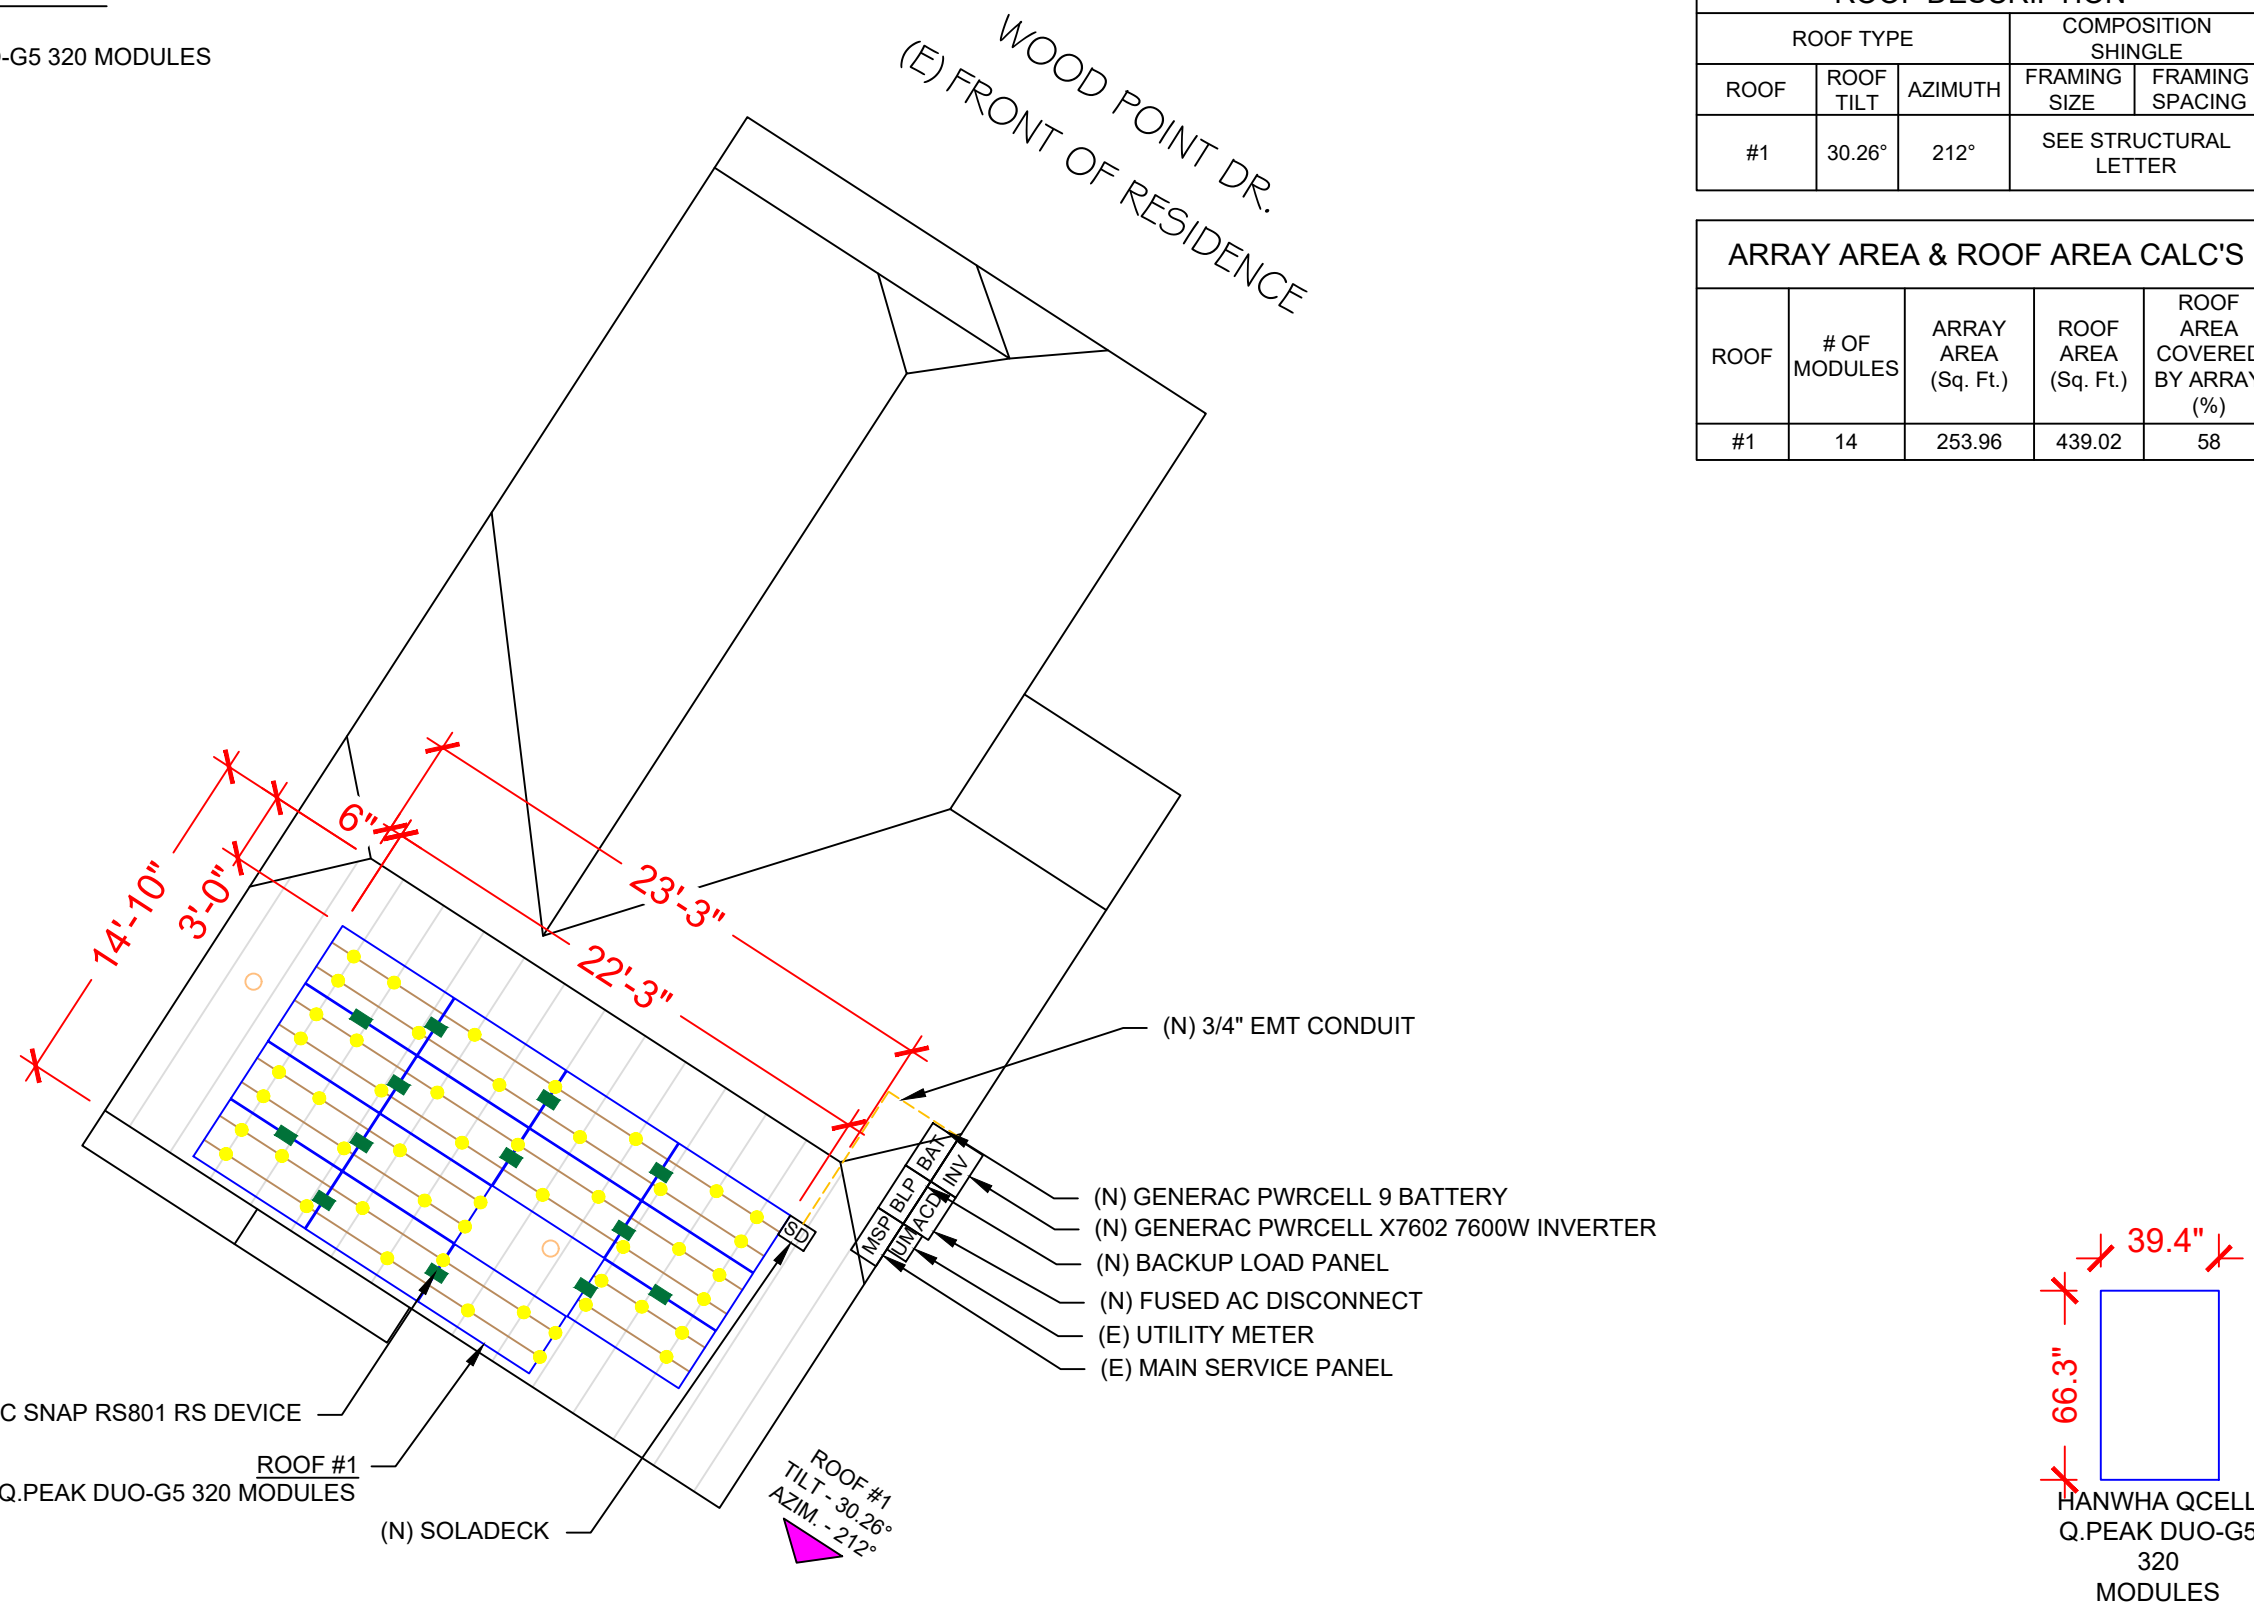 -G5 320 MODULES
WOOD POINT DR.
(E) FRONT OF RESIDENCE
ROOF DESCRIPTION
ROOF TYPE
COMPOSITION
SHINGLE
ROOF
ROOF
TILT
AZIMUTH
FRAMING
SIZE
FRAMING
SPACING
#1
30.26°
212°
SEE STRUCTURAL
LETTER
ARRAY AREA & ROOF AREA CALC'S
ROOF
# OF
MODULES
ARRAY
AREA
(Sq. Ft.)
ROOF
AREA
(Sq. Ft.)
ROOF
AREA
COVERED
BY ARRAY
(%)
#1
14
253.96
439.02
58
6"
14'-10"
3'-0"
23'-3"
22'-3"
(N) 3/4" EMT CONDUIT
BAT
INV
BLP
ACD
MSP
UM
SD
(N) GENERAC PWRCELL 9 BATTERY
(N) GENERAC PWRCELL X7602 7600W INVERTER
(N) BACKUP LOAD PANEL
(N) FUSED AC DISCONNECT
(E) UTILITY METER
(E) MAIN SERVICE PANEL
C SNAP RS801 RS DEVICE
ROOF #1
Q.PEAK DUO-G5 320 MODULES
(N) SOLADECK
ROOF #1
TILT - 30.26°
AZIM. - 212°
39.4"
66.3"
HANWHA QCELL
Q.PEAK DUO-G5
320
MODULES